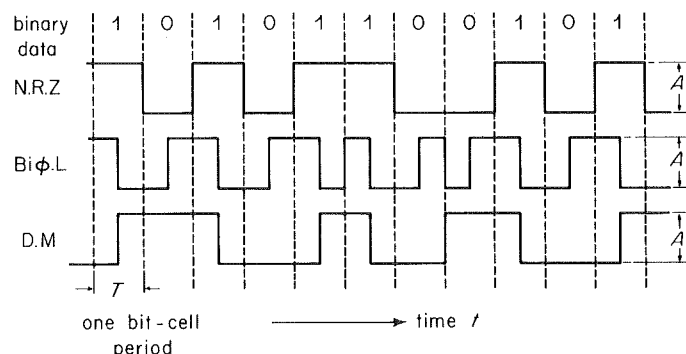 binary data 1 0 1 0 1 1 0 0 1 0 1
N.R.Z A
Biϕ.L A
D.M A
T
one bit-cell period
time t